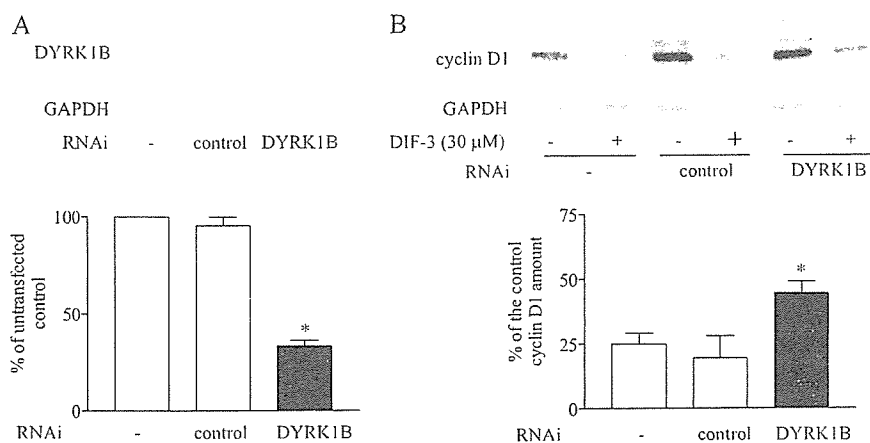 A
DYRK1B
GAPDH
RNAi - control DYRK1B
100
50
0
% of untransfected
control
*
RNAi - control DYRK1B
B
cyclin D1
GAPDH
DIF-3 (30 μM) - + - + - +
RNAi - control DYRK1B
75
50
25
0
% of the control
cyclin D1 amount
*
RNAi - control DYRK1B